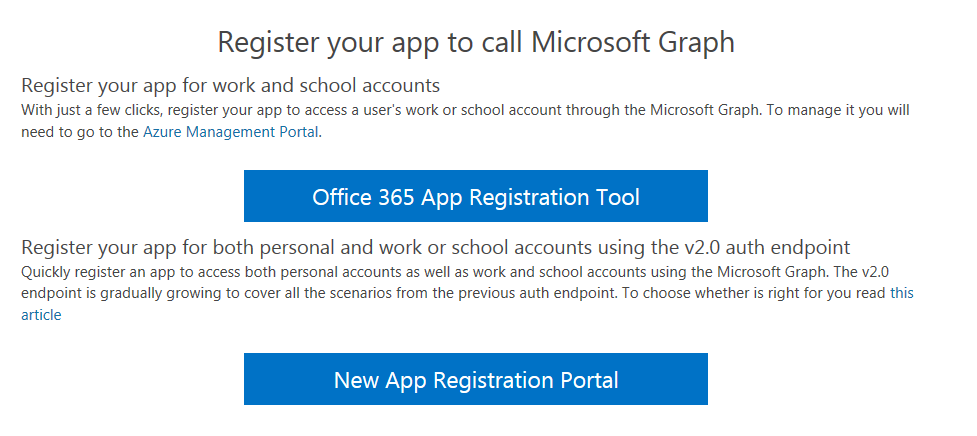 Register your app to call Microsoft Graph
Register your app for work and school accounts
With just a few clicks, register your app to access a user's work or school account through the Microsoft Graph. To manage it you will
need to go to the Azure Management Portal.
Office 365 App Registration Tool
Register your app for both personal and work or school accounts using the v2.0 auth endpoint
Quickly register an app to access both personal accounts as well as work and school accounts using the Microsoft Graph. The v2.0
endpoint is gradually growing to cover all the scenarios from the previous auth endpoint. To choose whether is right for you read this
article
New App Registration Portal